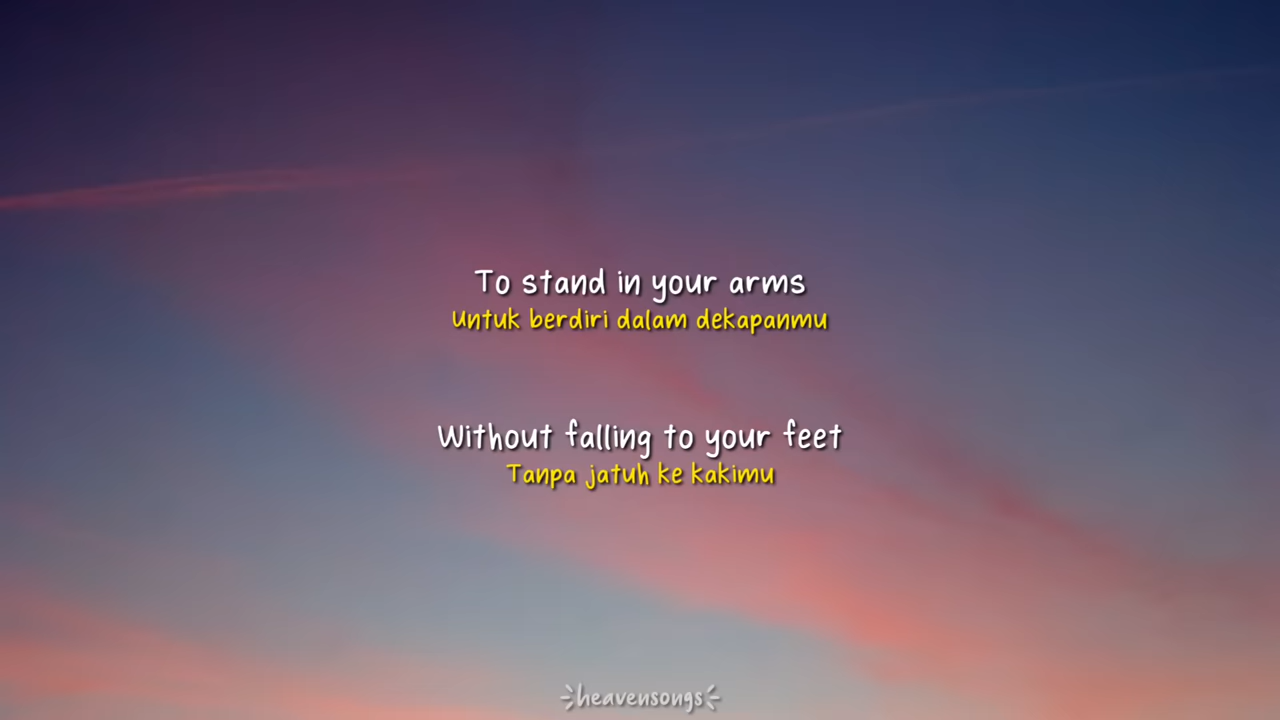 To stand in your arms
Untuk berdiri dalam dekapanmu
Without falling to your feet
Tanpa jatuh ke kakimu
heavensongs